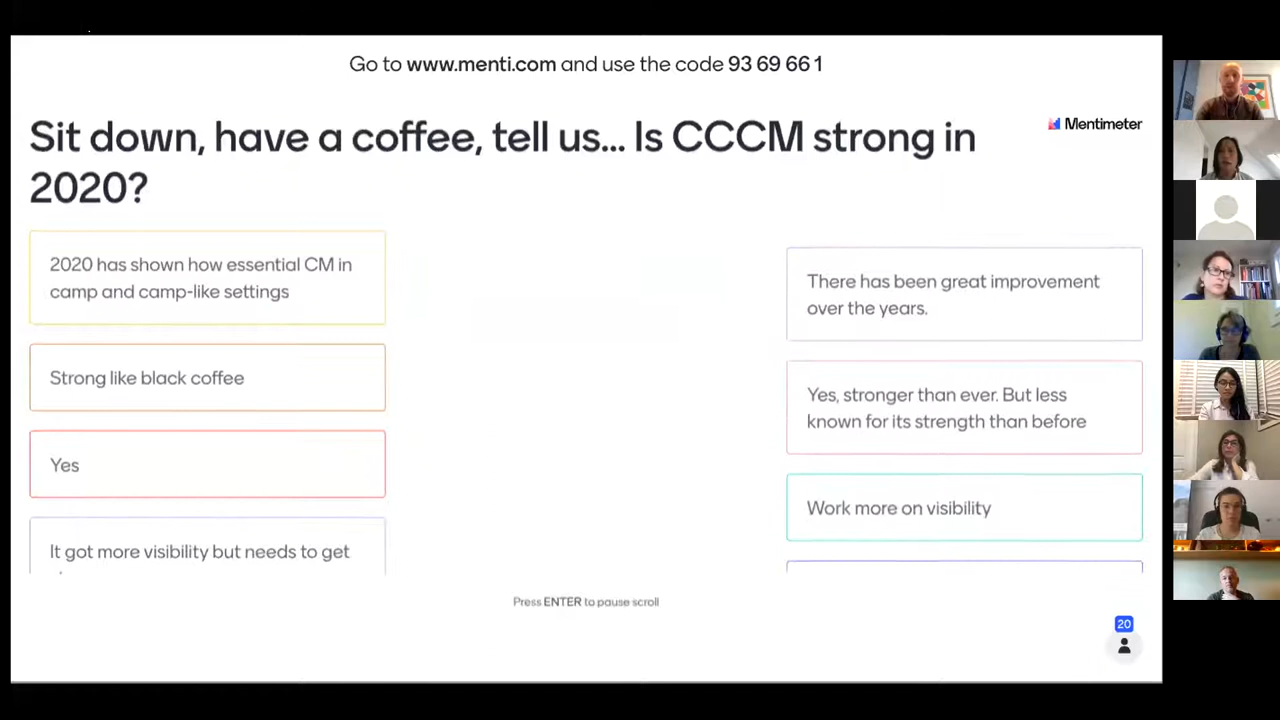 Go to www.menti.com and use the code 93 69 66 1
Sit down, have a coffee, tell us... Is CCCM strong in
2020?
Mentimeter
2020 has shown how essential CM in
camp and camp-like settings
Strong like black coffee
Yes
It got more visibility but needs to get
There has been great improvement
over the years.
Yes, stronger than ever. But less
known for its strength than before
Work more on visibility
Press ENTER to pause scroll
20